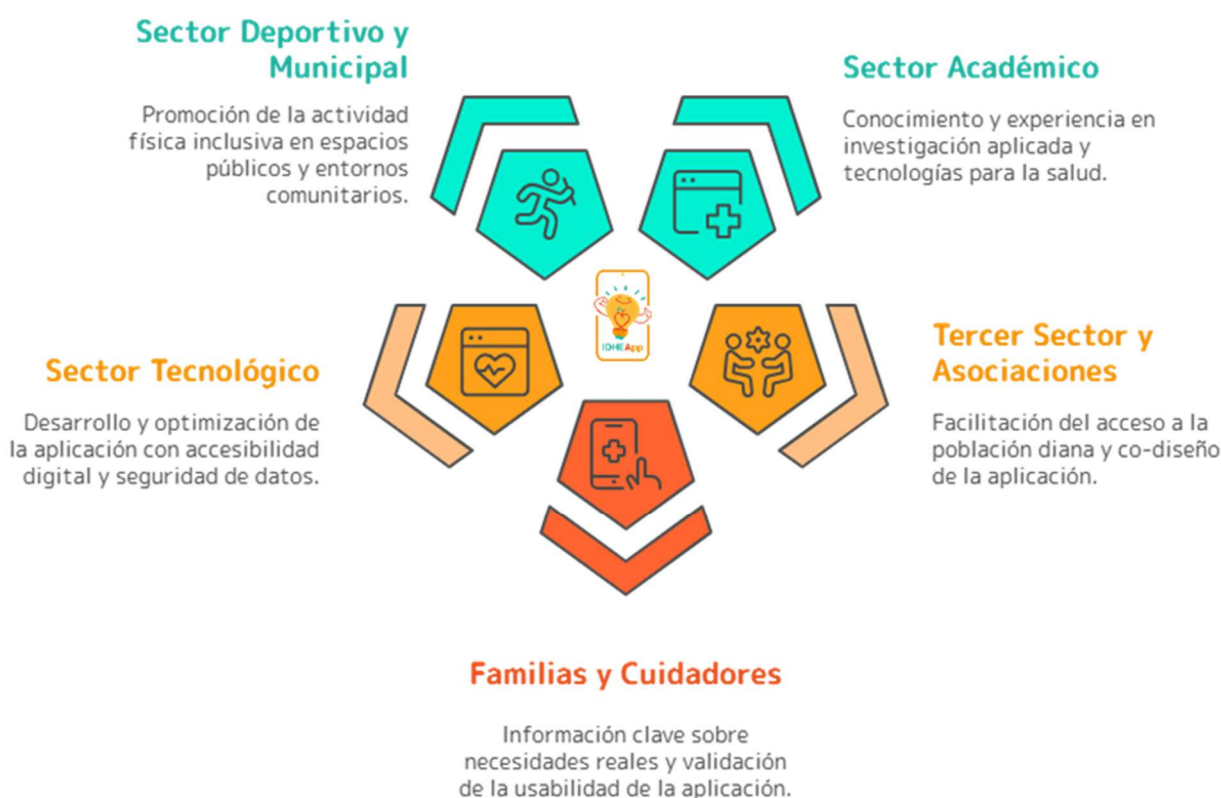 Sector Deportivo y
Municipal
Promoción de la actividad
física inclusiva en espacios
públicos y entornos
comunitarios.
Sector Académico
Conocimiento y experiencia en
investigación aplicada y
tecnologías para la salud.
IDHEApp
Sector Tecnológico
Desarrollo y optimización de
la aplicación con accesibilidad
digital y seguridad de datos.
Tercer Sector y
Asociaciones
Facilitación del acceso a la
población diana y co-diseño
de la aplicación.
Familias y Cuidadores
Información clave sobre
necesidades reales y validación
de la usabilidad de la aplicación.